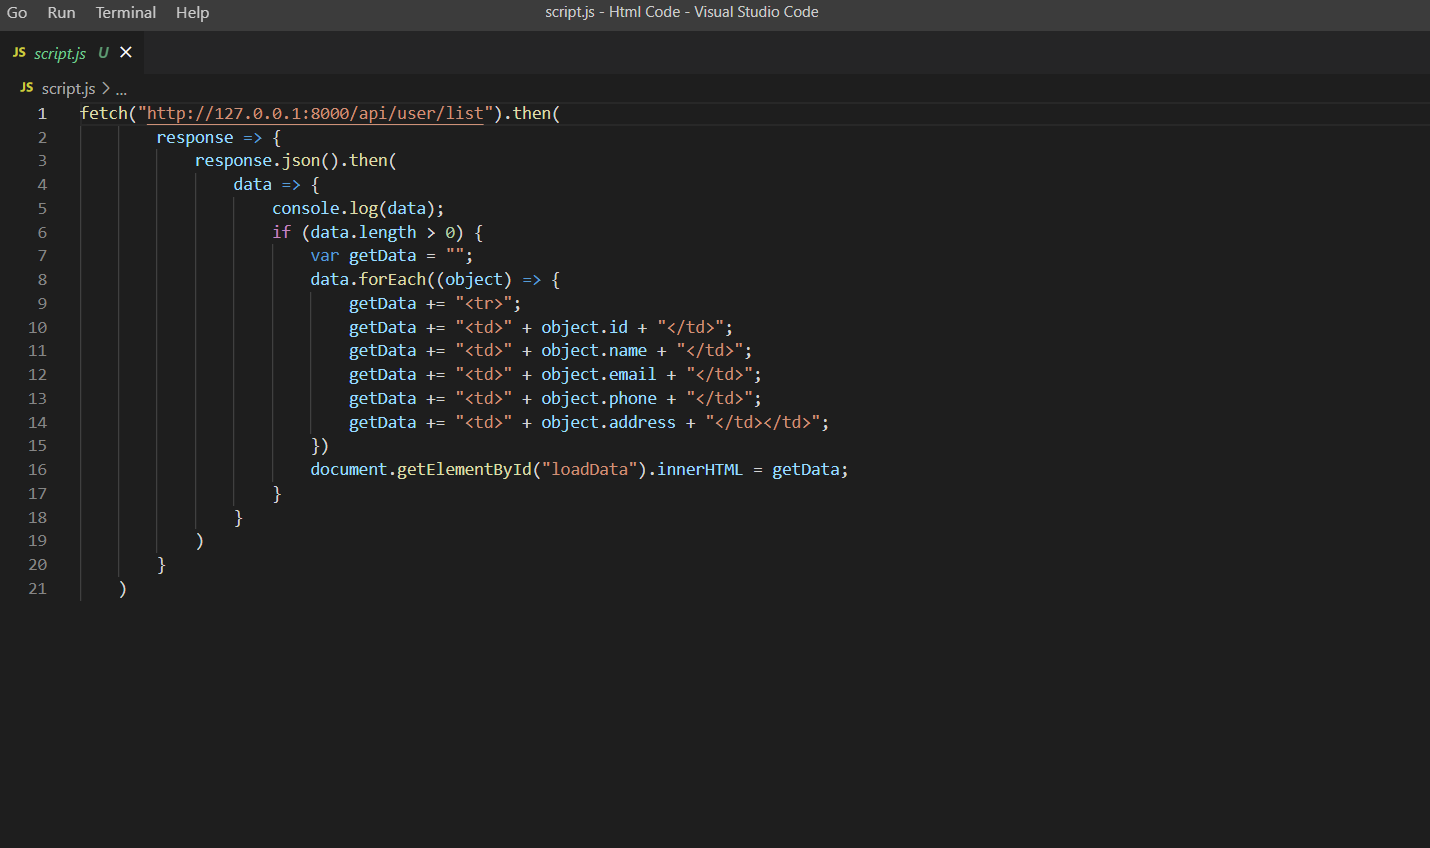 Go Run Terminal Help script.js - Html Code - Visual Studio Code
JS script.js U ×
JS script.js > ...
1 fetch("http://127.0.0.1:8000/api/user/list").then(
2 response => {
3 response.json().then(
4 data => {
5 console.log(data);
6 if (data.length > 0) {
7 var getData = "";
8 data.forEach((object) => {
9 getData += "<tr>";
10 getData += "<td>" + object.id + "</td>";
11 getData += "<td>" + object.name + "</td>";
12 getData += "<td>" + object.email + "</td>";
13 getData += "<td>" + object.phone + "</td>";
14 getData += "<td>" + object.address + "</td></td>";
15 })
16 document.getElementById("loadData").innerHTML = getData;
17 }
18 }
19 )
20 }
21 )